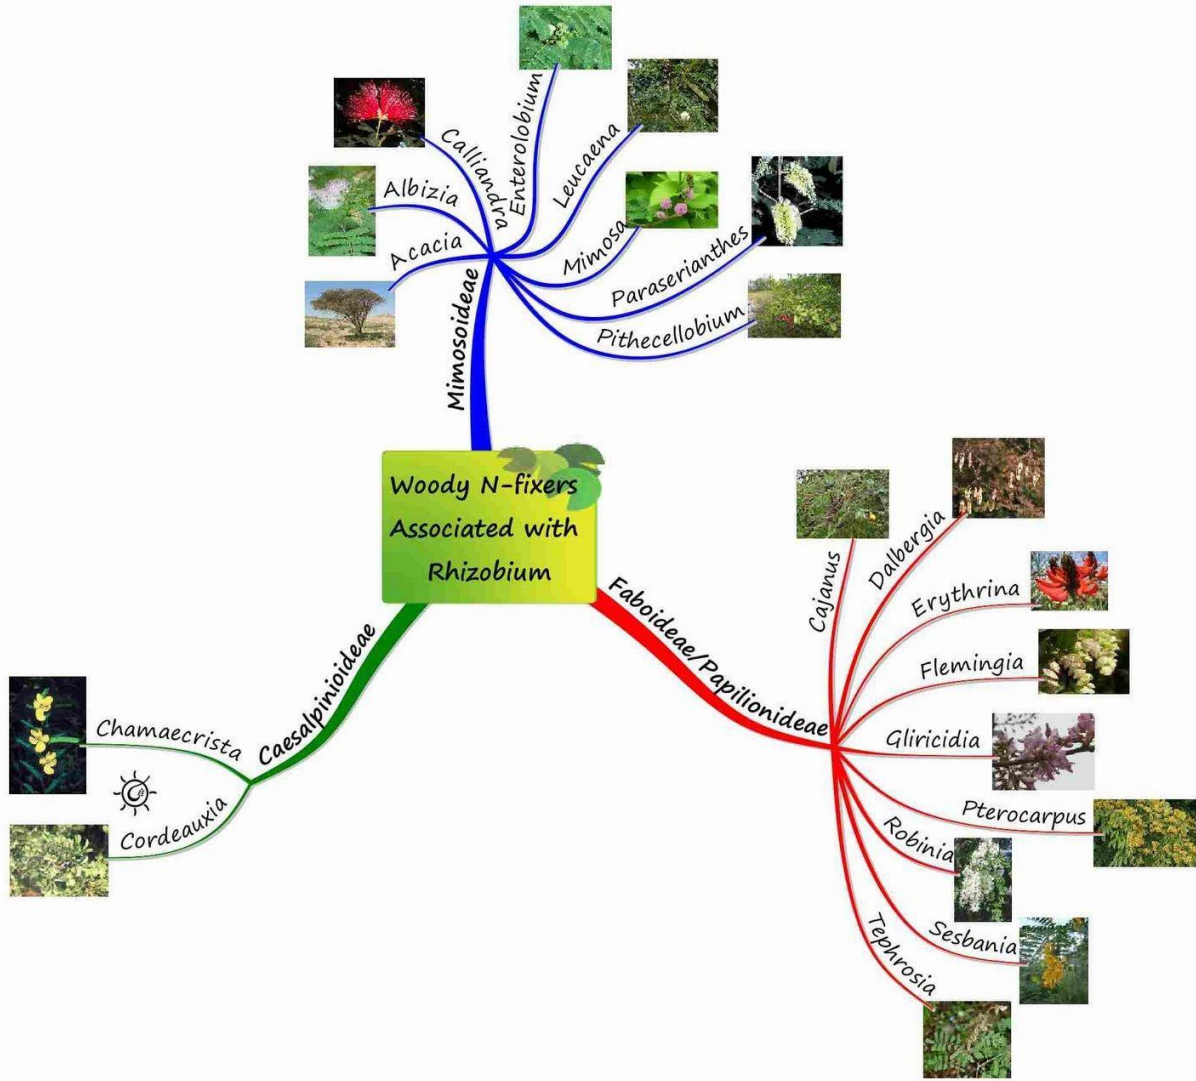 Woody N-fixers
Associated with
Rhizobium
Mimosoideae
Acacia
Albizia
Calliandra
Enterolobium
Leucaena
Mimosa
Paraserianthes
Pithecellobium
Faboideae/Papilionideae
Cajanus
Dalbergia
Erythrina
Flemingia
Gliricidia
Pterocarpus
Robinia
Sesbania
Tephrosia
Caesalpinioideae
Chamaecrista
Cordeauxia